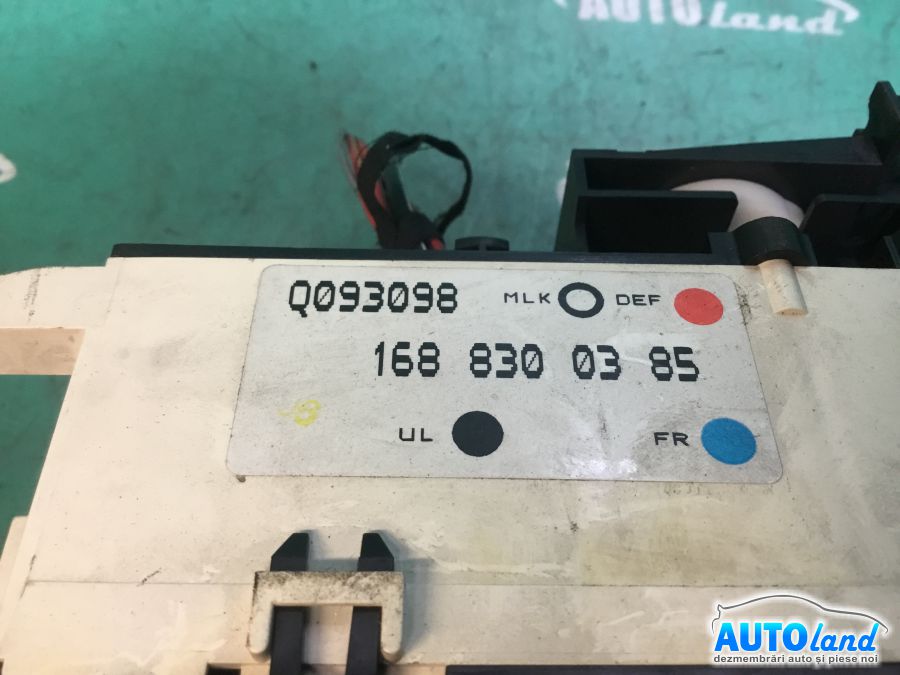 AUTOland
Q093098 MLK DEF
168 830 03 85
UL FR
AUTOland
dezmembrări auto și piese noi